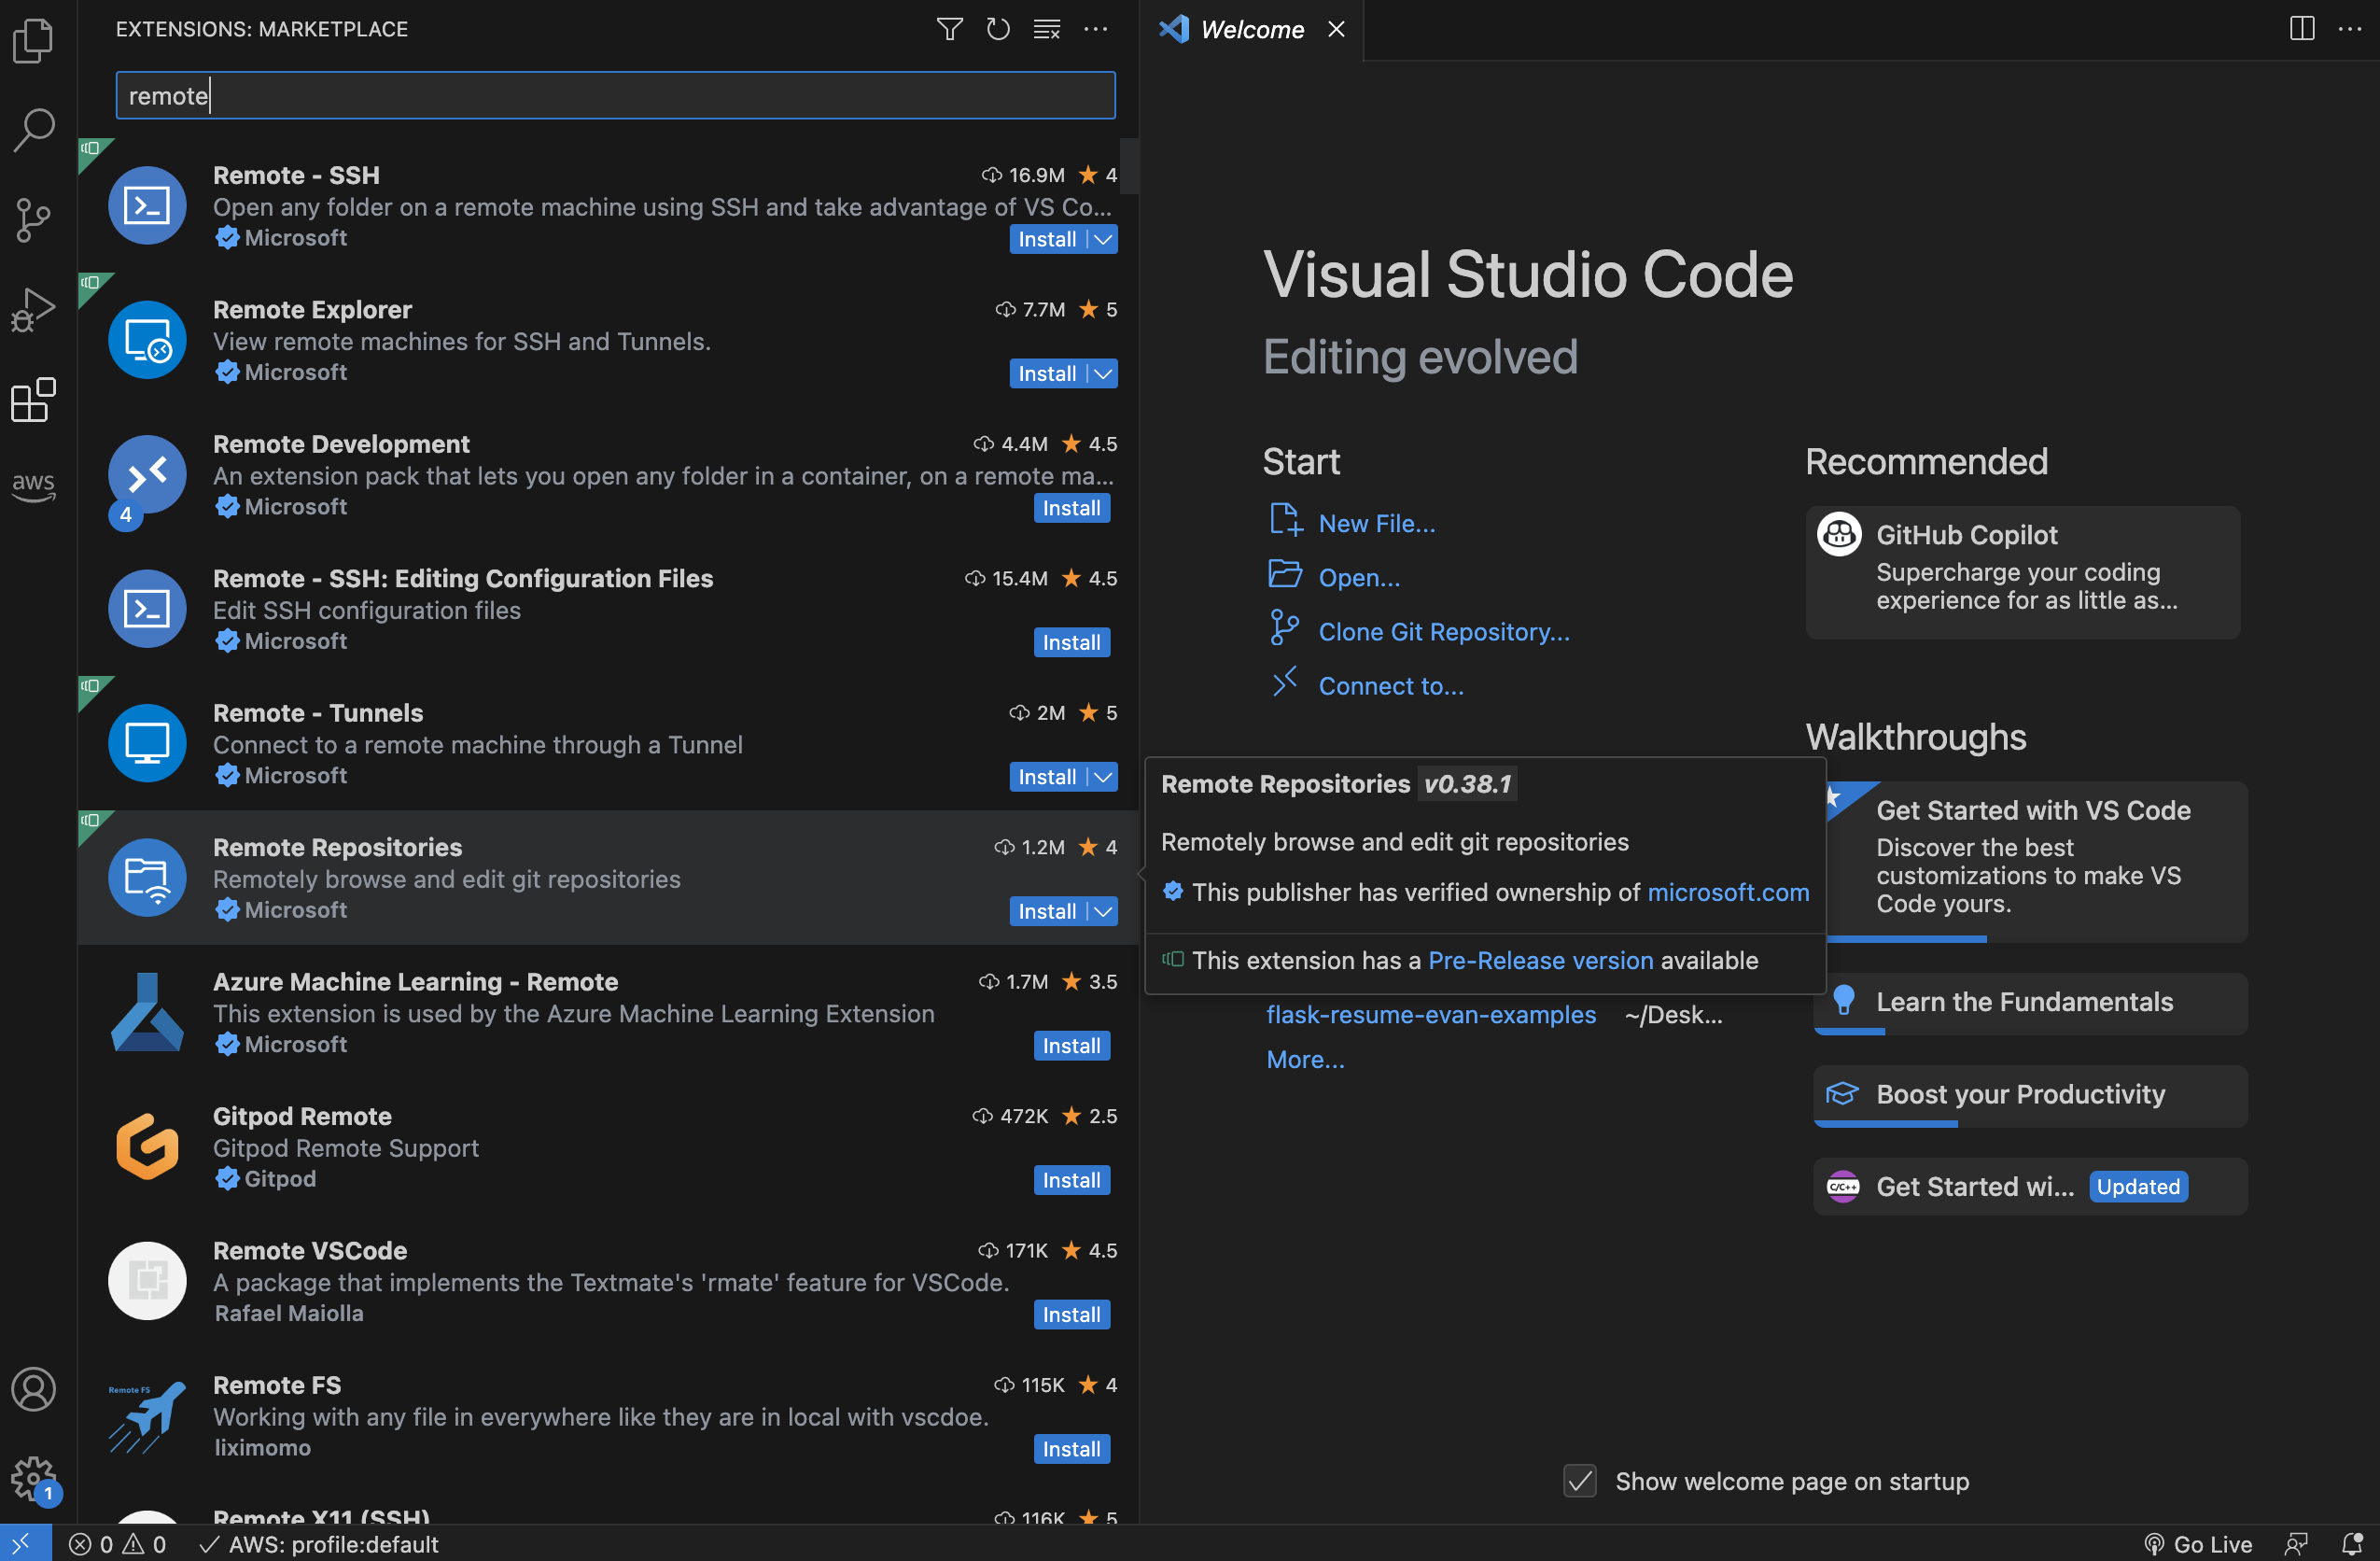 EXTENSIONS: MARKETPLACE
remote
Remote - SSH 16.9M 4
Open any folder on a remote machine using SSH and take advantage of VS Co...
Microsoft Install
Remote Explorer 7.7M 5
View remote machines for SSH and Tunnels.
Microsoft Install
Remote Development 4.4M 4.5
An extension pack that lets you open any folder in a container, on a remote ma...
4 Microsoft Install
Remote - SSH: Editing Configuration Files 15.4M 4.5
Edit SSH configuration files
Microsoft Install
Remote - Tunnels 2M 5
Connect to a remote machine through a Tunnel
Microsoft Install
Remote Repositories 1.2M 4
Remotely browse and edit git repositories
Microsoft Install
Azure Machine Learning - Remote 1.7M 3.5
This extension is used by the Azure Machine Learning Extension
Microsoft Install
Gitpod Remote 472K 2.5
Gitpod Remote Support
Gitpod Install
Remote VSCode 171K 4.5
A package that implements the Textmate's 'rmate' feature for VSCode.
Rafael Maiolla Install
Remote FS 115K 4
Remote FS
Working with any file in everywhere like they are in local with vscdoe.
liximomo Install
Remote X11 (SSH) 116K 5
aws
1
Welcome
Visual Studio Code
Editing evolved
Start
New File...
Open...
Clone Git Repository...
Connect to...
Remote Repositories v0.38.1
Remotely browse and edit git repositories
This publisher has verified ownership of microsoft.com
This extension has a Pre-Release version available
flask-resume-evan-examples ~/Desk...
More...
Recommended
GitHub Copilot
Supercharge your coding
experience for as little as...
Walkthroughs
Get Started with VS Code
Discover the best
customizations to make VS
Code yours.
Learn the Fundamentals
Boost your Productivity
C/C++ Get Started wi... Updated
Show welcome page on startup
0 0 AWS: profile:default Go Live